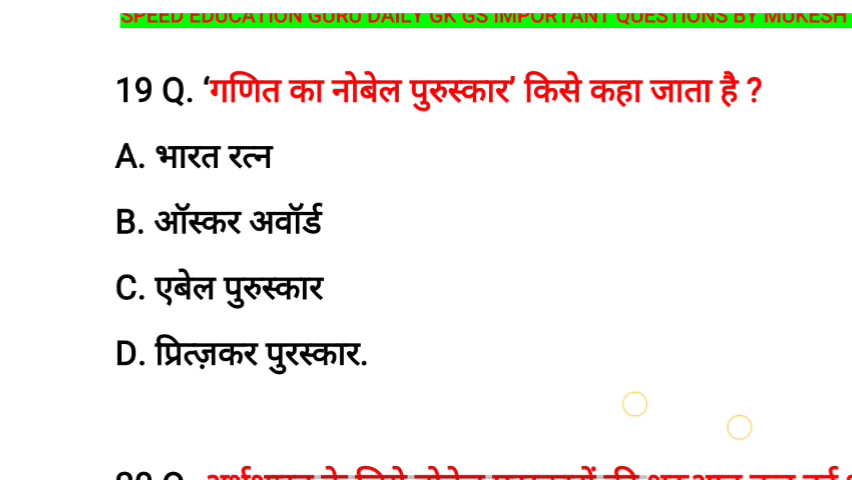 SPEED EDUCATION GURU DAILY GK GS IMPORTANT QUESTIONS BY MUKESH
19 Q. ‘गणित का नोबेल पुरुस्कार’ किसे कहा जाता है ?
A. भारत रत्न
B. ऑस्कर अवॉर्ड
C. एबेल पुरुस्कार
D. प्रित्ज़कर पुरस्कार.